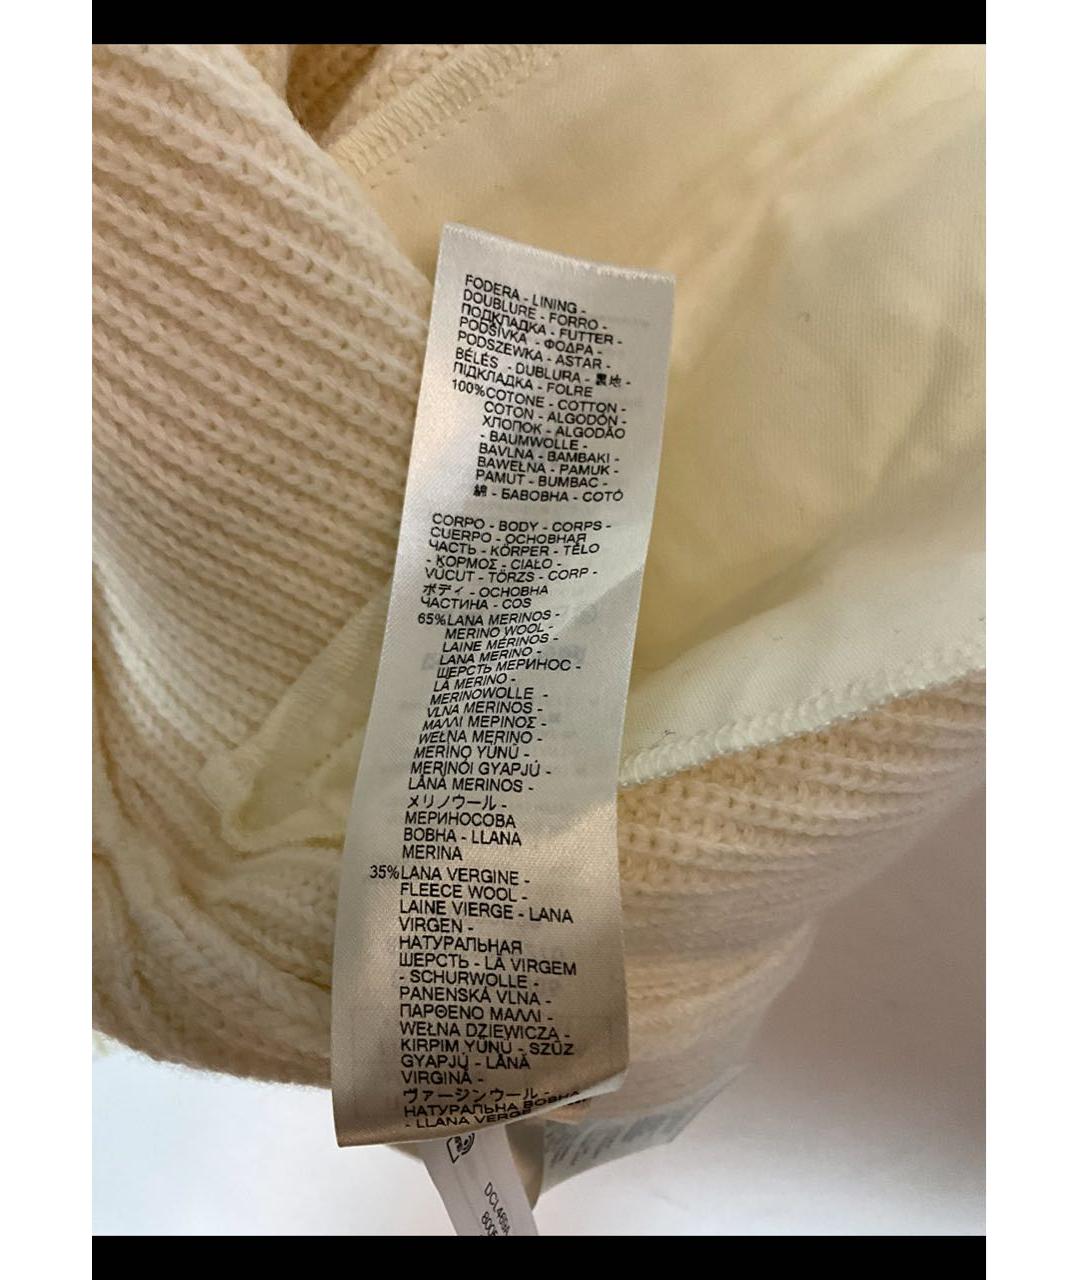 FODERA - LINING -
DOUBLURE - FORRO -
ПОДКЛАДКА - FUTTER -
PODŠÍVKA - ΦΟΔΡΑ -
PODSZEWKA - ASTAR -
BÉLÉS - DUBLURA - 裏地 -
ПІДКЛАДКА - FOLRE
100%COTONE - COTTON -
COTON - ALGODÓN -
ХЛОПОК - ALGODÃO
- BAUMWOLLE -
BAVLNA - BAMBAKI -
BAWEŁNA - PAMUK -
PAMUT - BUMBAC -
綿 - БАВОВНА - COTÓ
CORPO - BODY - CORPS -
CUERPO - ОСНОВНАЯ
ЧАСТЬ - KÖRPER - TĚLO
- ΚΟΡΜΟΣ - CIAŁO -
VÜCUT - TÖRZS - CORP -
ボディ - ОСНОВНА
ЧАСТИНА - COS
65%LANA MERINOS -
MERINO WOOL -
LAINE MÉRINOS -
LANA MERINO -
ШЕРСТЬ МЕРИНОС -
LÃ MERINO -
MERINOWOLLE -
VLNA MERINOS -
ΜΑΛΛΙ ΜΕΡΙΝΟΣ -
WEŁNA MERINO -
MERİNO YÜNÜ -
MERINÓI GYAPJÚ -
LÂNĂ MERINOS -
メリノウール -
МЕРИНОСОВА
ВОВНА - LLANA
MERINA
35%LANA VERGINE -
FLEECE WOOL -
LAINE VIERGE - LANA
VIRGEN -
НАТУРАЛЬНАЯ
ШЕРСТЬ - LÃ VIRGEM
- SCHURWOLLE -
PANENSKÁ VLNA -
ΠΑΡΘΕΝΟ ΜΑΛΛΙ -
WEŁNA DZIEWICZA -
KIRPIM YÜNÜ - SZŰZ
GYAPJÚ - LÂNĂ
VIRGINĂ -
ヴァージンウール -
НАТУРАЛЬНА ВОВНА
- LLANA VERGE